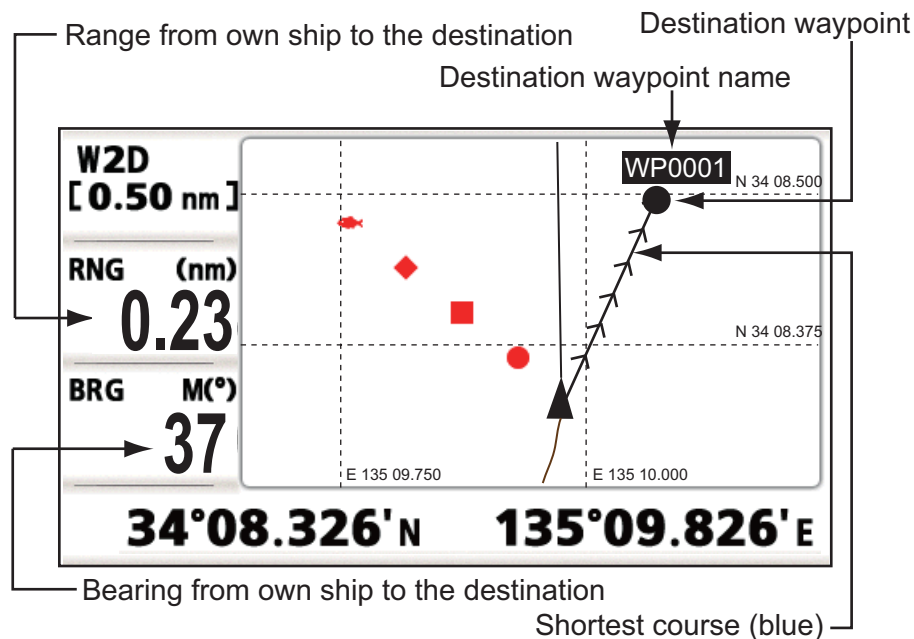 Range from own ship to the destination
Destination waypoint
Destination waypoint name
W2D
[0.50 nm]
WP0001
N 34 08.500
RNG (nm)
0.23
N 34 08.375
BRG M(°)
37
E 135 09.750
E 135 10.000
34°08.326'N 135°09.826'E
Bearing from own ship to the destination
Shortest course (blue)